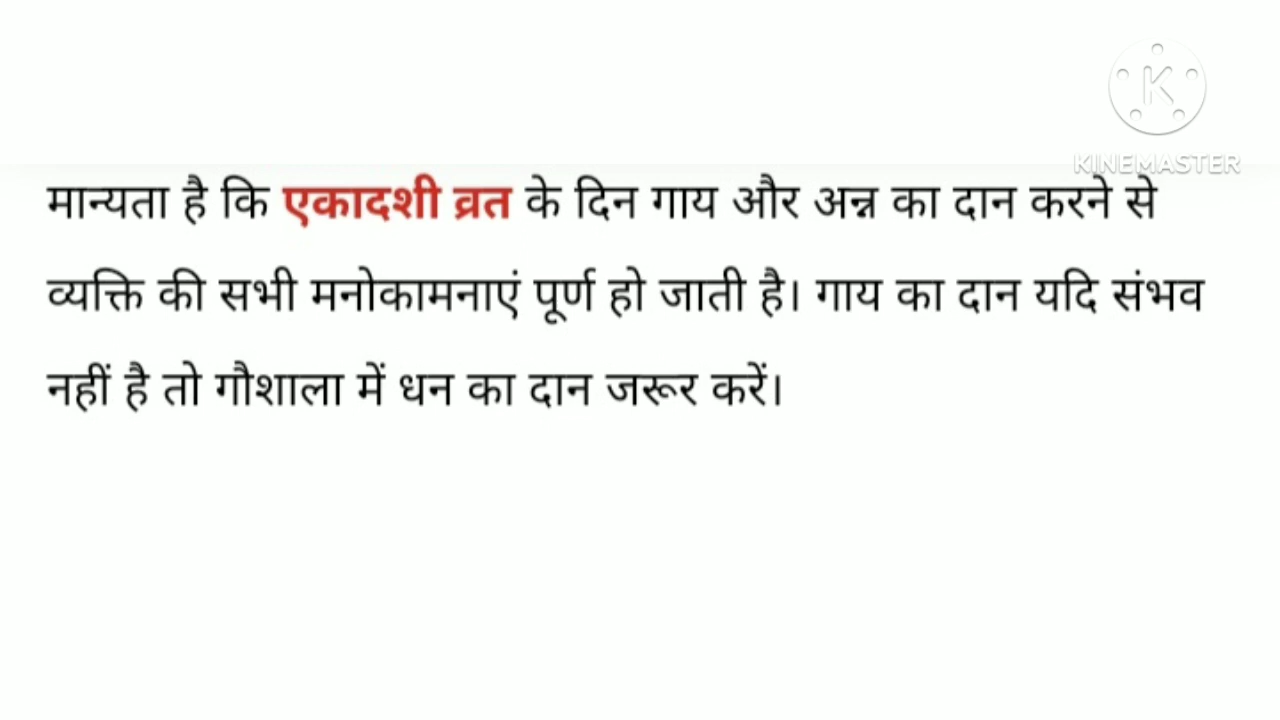 K
KINEMASTER
मान्यता है कि एकादशी व्रत के दिन गाय और अन्न का दान करने से
व्यक्ति की सभी मनोकामनाएं पूर्ण हो जाती है। गाय का दान यदि संभव
नहीं है तो गौशाला में धन का दान जरूर करें।